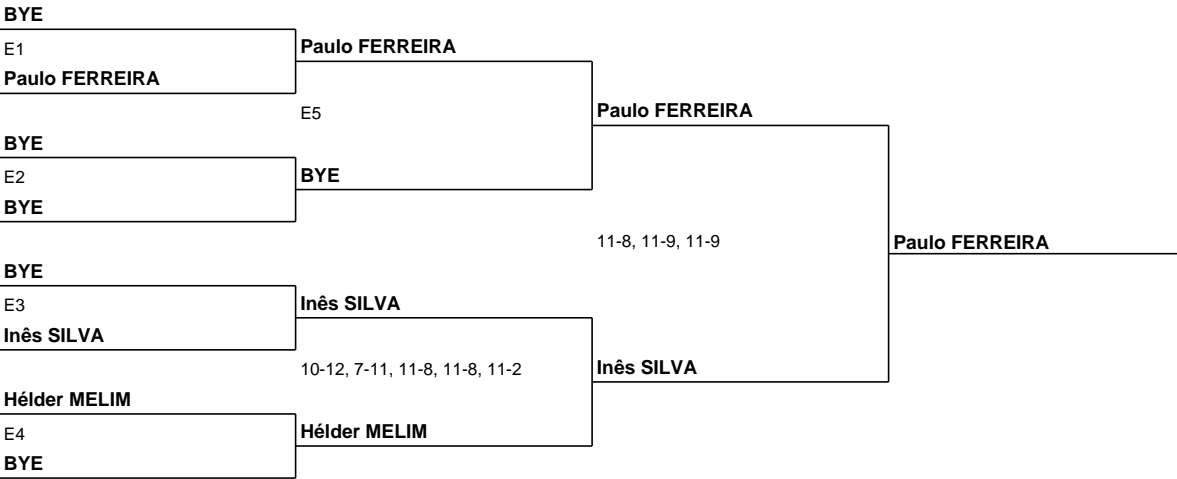 BYE
E1
Paulo FERREIRA
Paulo FERREIRA
E5
Paulo FERREIRA
BYE
E2
BYE
BYE
11-8, 11-9, 11-9
Paulo FERREIRA
BYE
E3
Inês SILVA
Inês SILVA
10-12, 7-11, 11-8, 11-8, 11-2
Inês SILVA
Hélder MELIM
E4
Hélder MELIM
BYE